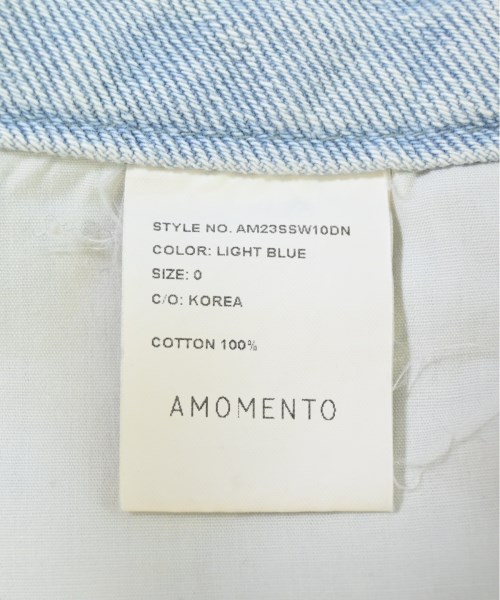 STYLE NO. AM23SSW10DN
COLOR: LIGHT BLUE
SIZE: 0
C/O: KOREA
COTTON 100%
AMOMENTO